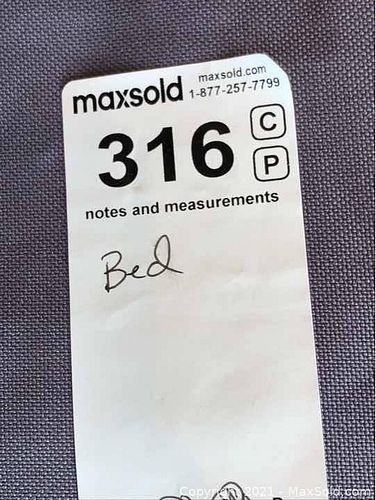 maxsold
maxsold.com
1-877-257-7799
316
C
P
notes and measurements
Bed
Copyright 2021 - MaxSold.com